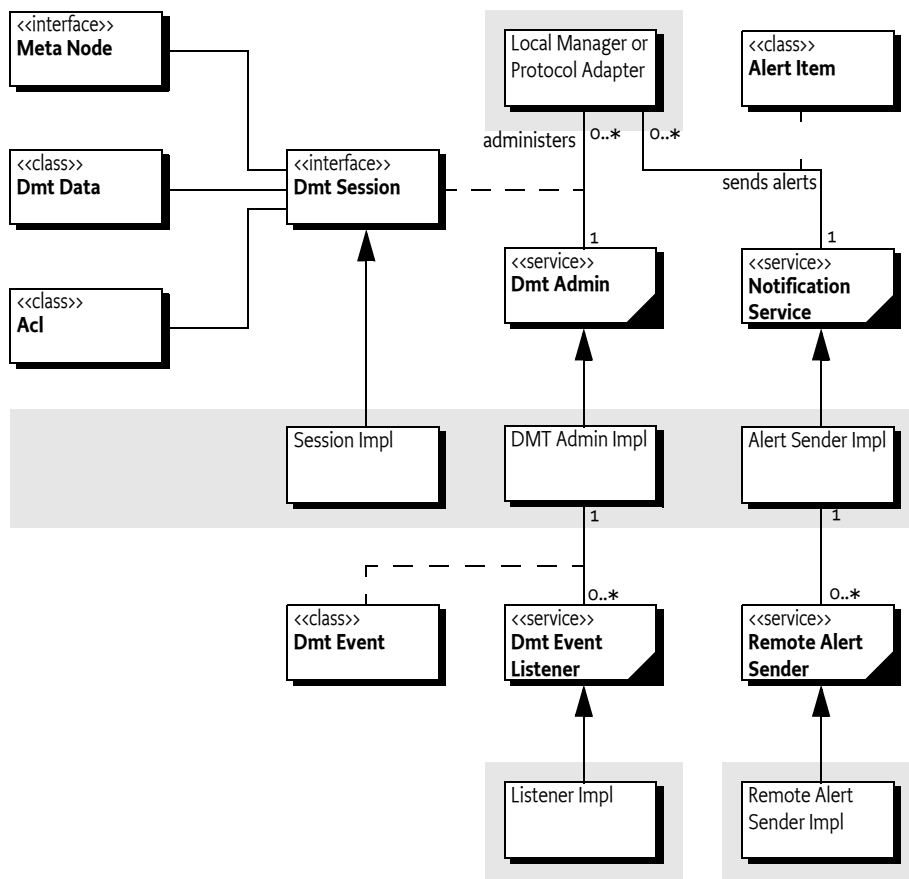 <<interface>>
Meta Node
Local Manager or
Protocol Adapter
<<class>>
Alert Item
administers
0..*
0..*
<<class>>
Dmt Data
<<interface>>
Dmt Session
sends alerts
1
1
<<service>>
Dmt Admin
<<service>>
Notification
Service
<<class>>
Acl
Session Impl
DMT Admin Impl
Alert Sender Impl
1
1
0..*
0..*
<<class>>
Dmt Event
<<service>>
Dmt Event
Listener
<<service>>
Remote Alert
Sender
Listener Impl
Remote Alert
Sender Impl